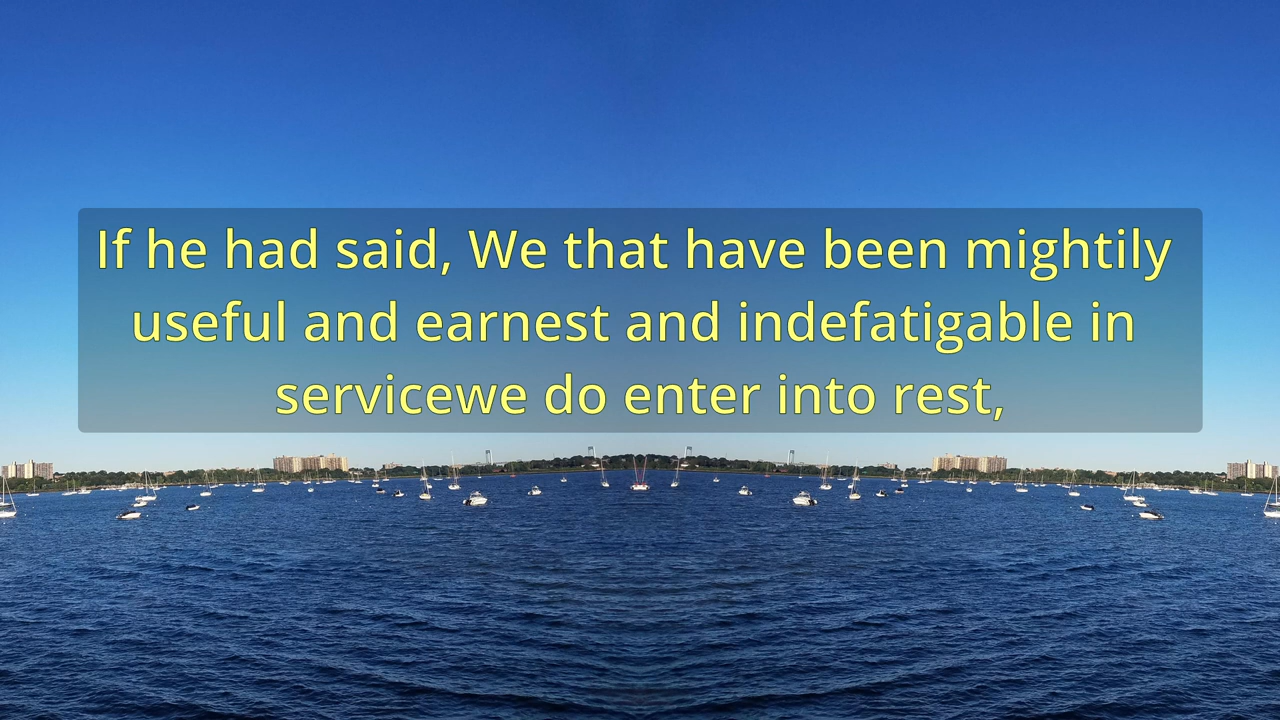 If he had said, We that have been mightily
useful and earnest and indefatigable in
servicewe do enter into rest,